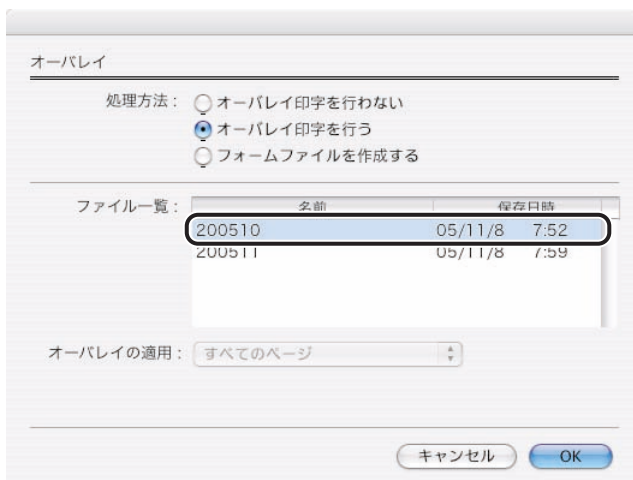 オーバレイ
処理方法： オーバレイ印字を行わない
オーバレイ印字を行う
フォームファイルを作成する
ファイル一覧： 名前 保存日時
200510 05/11/8 7:52
200511 05/11/8 7:59
オーバレイの適用： すべてのページ
キャンセル OK